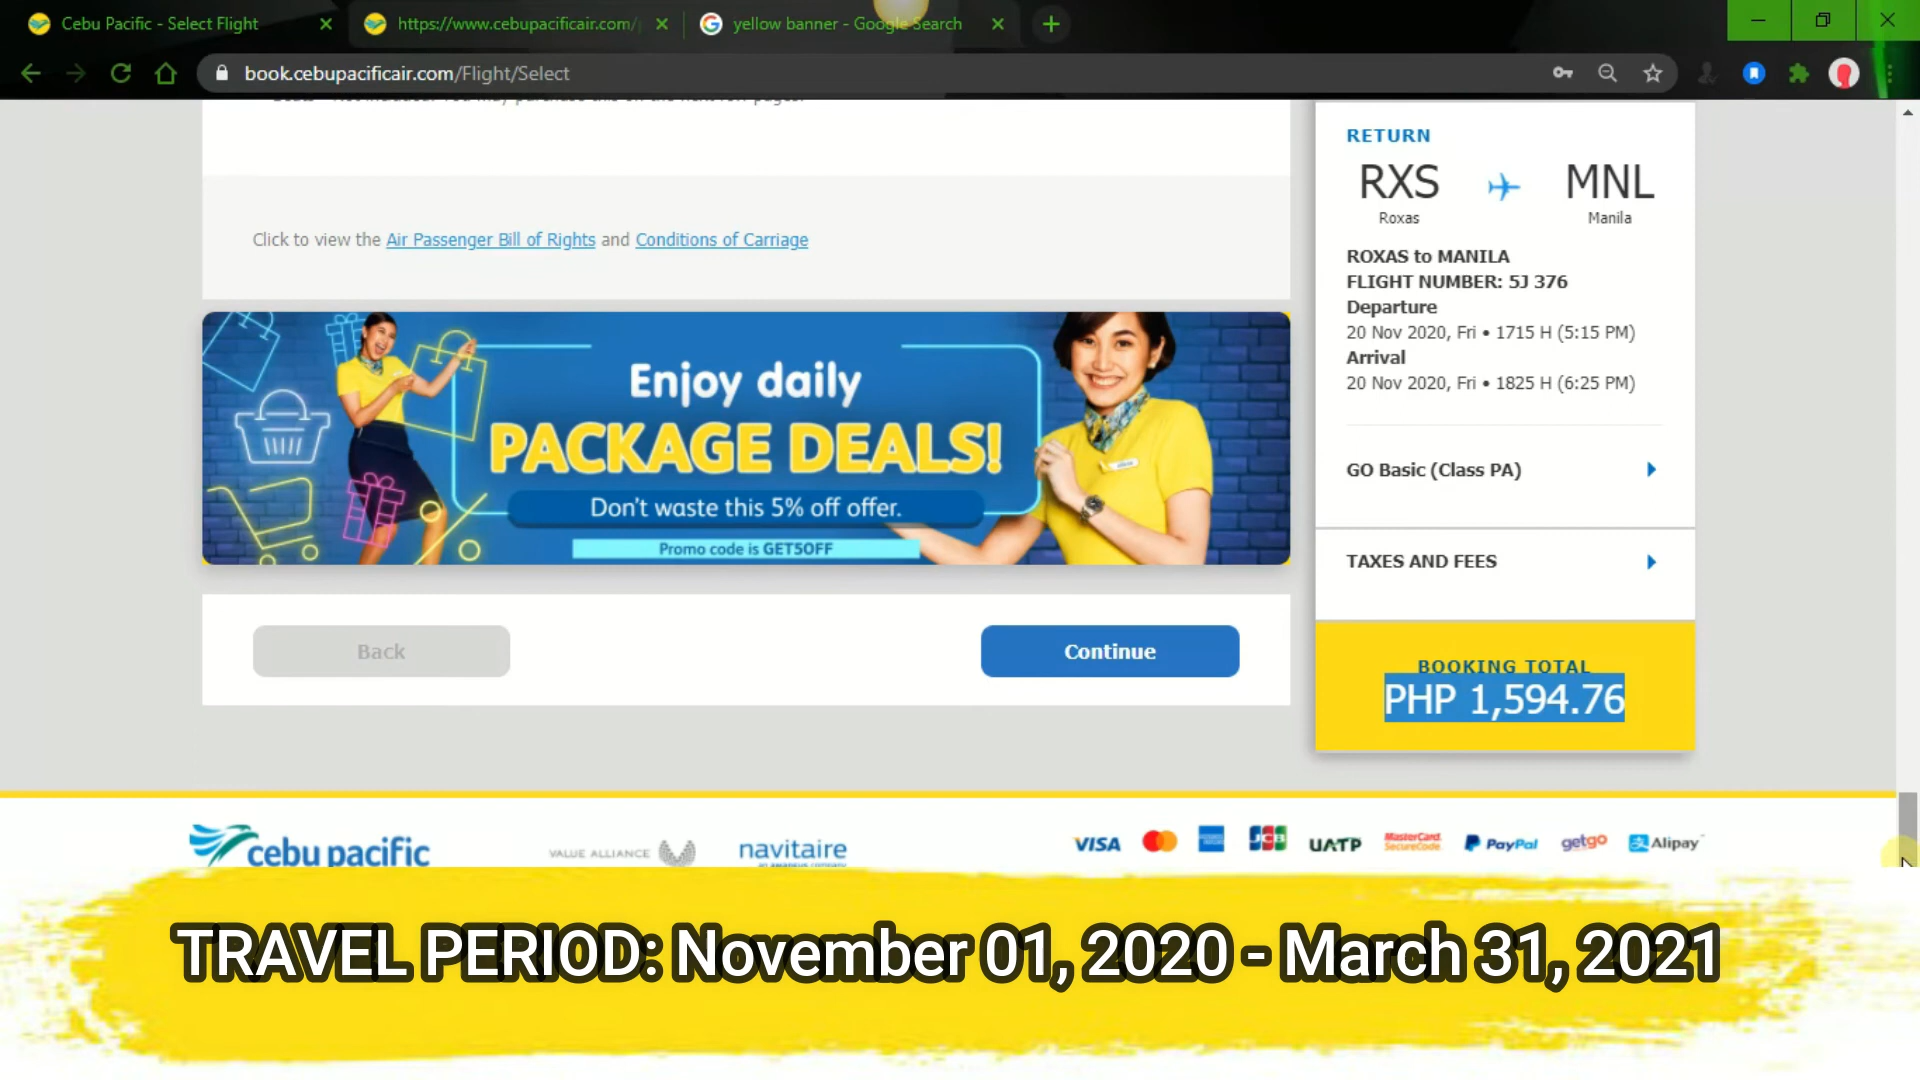 Cebu Pacific - Select Flight
https://www.cebupacificair.com/
yellow banner - Google Search
book.cebupacificair.com/Flight/Select
Click to view the Air Passenger Bill of Rights and Conditions of Carriage
Enjoy daily
PACKAGE DEALS!
Don't waste this 5% off offer.
Promo code is GET5OFF
Back
Continue
RETURN
RXS MNL
Roxas Manila
ROXAS to MANILA
FLIGHT NUMBER: 5J 376
Departure
20 Nov 2020, Fri • 1715 H (5:15 PM)
Arrival
20 Nov 2020, Fri • 1825 H (6:25 PM)
GO Basic (Class PA)
TAXES AND FEES
BOOKING TOTAL
PHP 1,594.76
cebu pacific
VALUE ALLIANCE
navitaire
VISA
JCB
UATP
MasterCard
SecureCode
PayPal
getgo
Alipay
TRAVEL PERIOD: November 01, 2020 - March 31, 2021